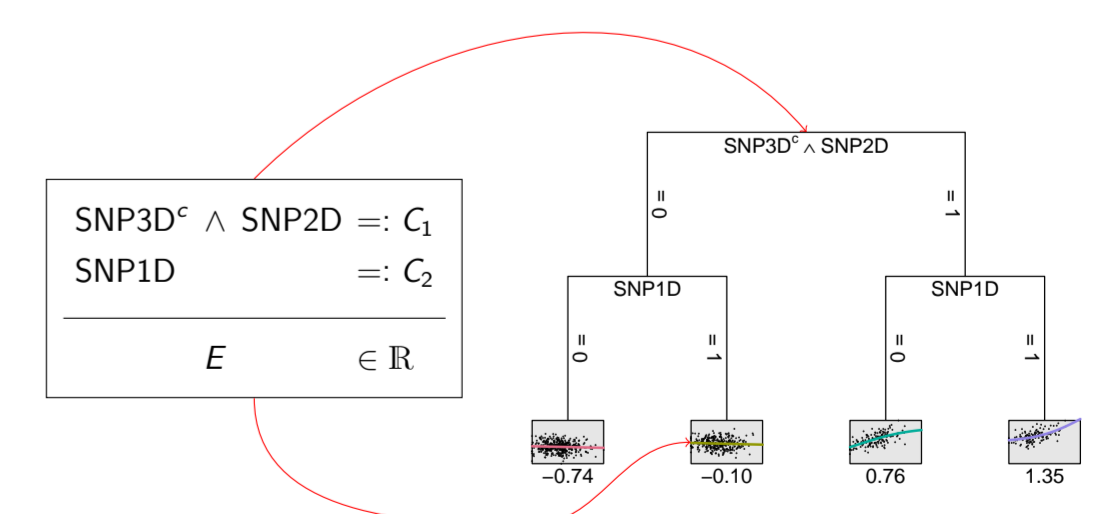 SNP3Dᶜ ∧ SNP2D =: C₁
SNP1D =: C₂
E ∈ ℝ
SNP3Dᶜ ∧ SNP2D
= 0
= 1
SNP1D
SNP1D
= 0
= 1
= 0
= 1
−0.74
−0.10
0.76
1.35